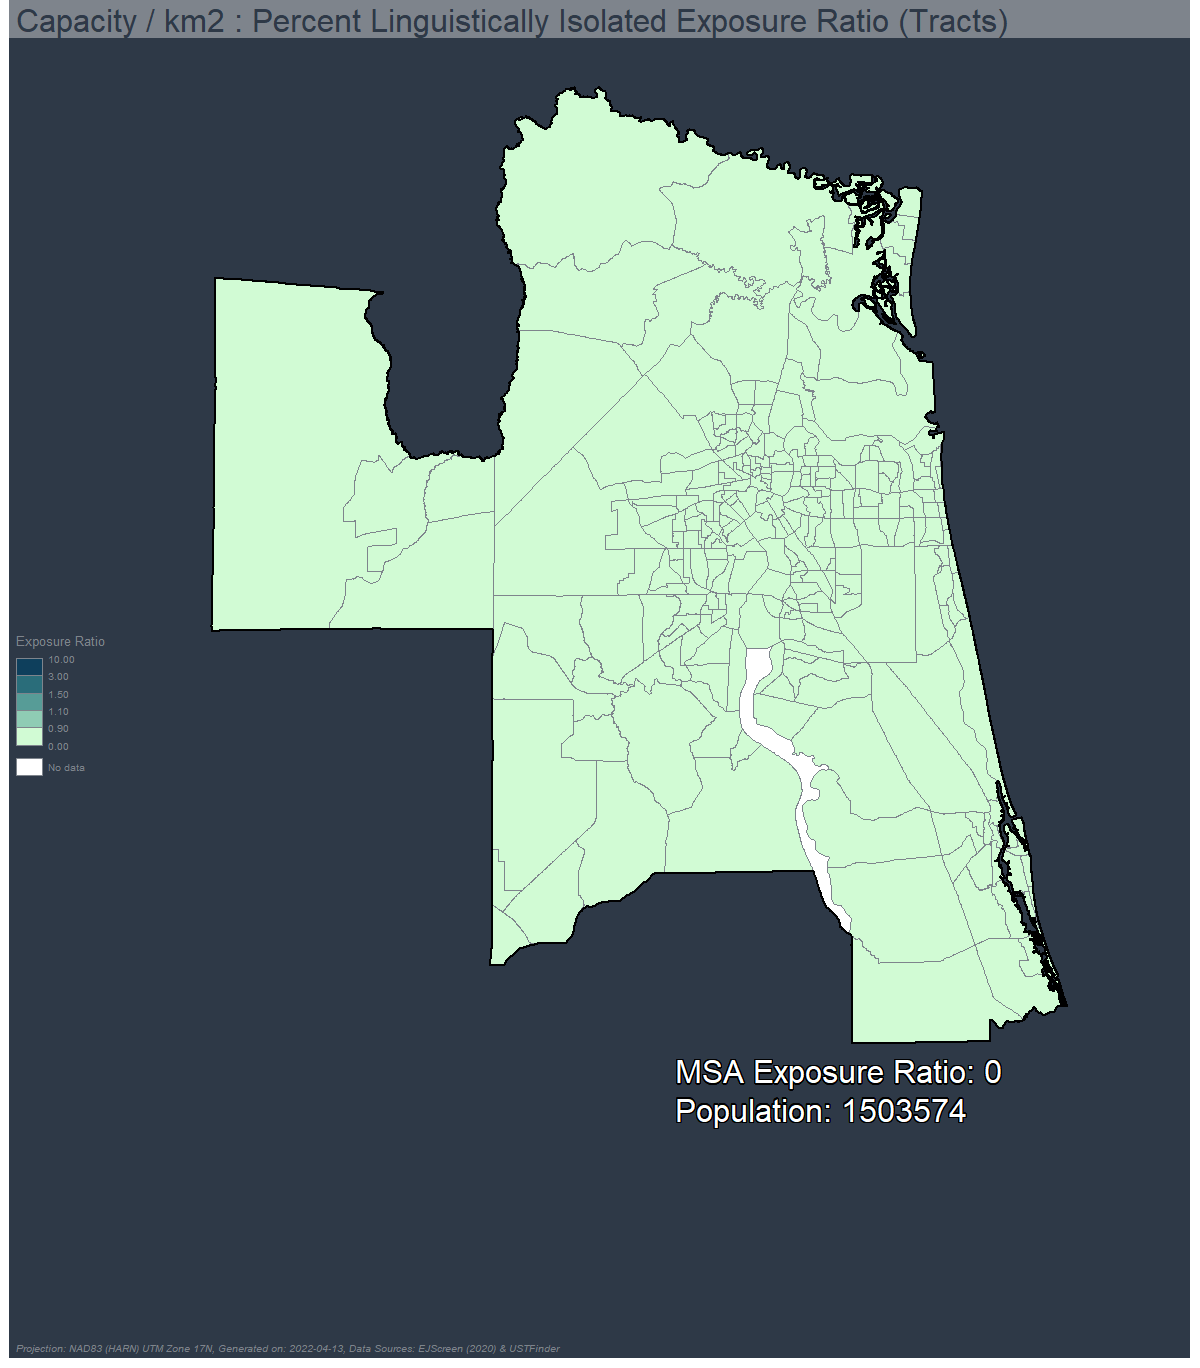 Capacity / km2 : Percent Linguistically Isolated Exposure Ratio (Tracts)
Exposure Ratio
10.00
3.00
1.50
1.10
0.90
0.00
No data
MSA Exposure Ratio: 0
Population: 1503574
Projection: NAD83 (HARN) UTM Zone 17N, Generated on: 2022-04-13, Data Sources: EJScreen (2020) & USTFinder